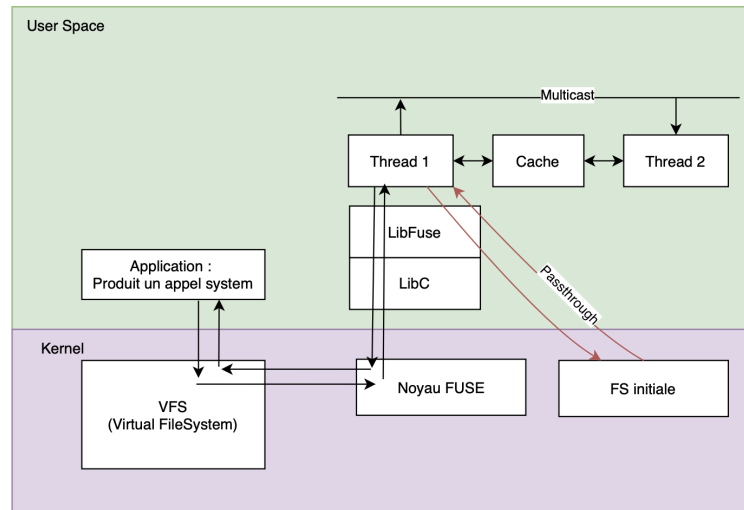 User Space
Multicast
Thread 1
Cache
Thread 2
LibFuse
LibC
Application :
Produit un appel system
Passthrough
Kernel
VFS
(Virtual FileSystem)
Noyau FUSE
FS initiale